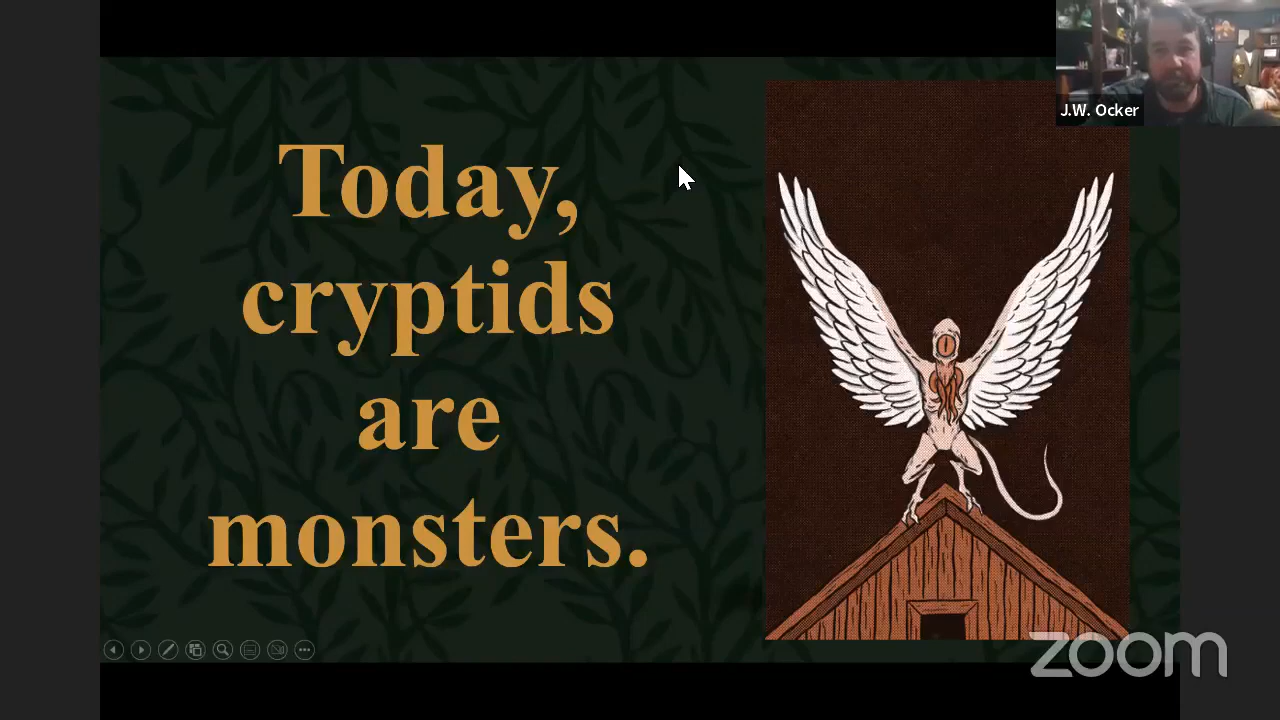 Today,
cryptids
are
monsters.
J.W. Ocker
zoom